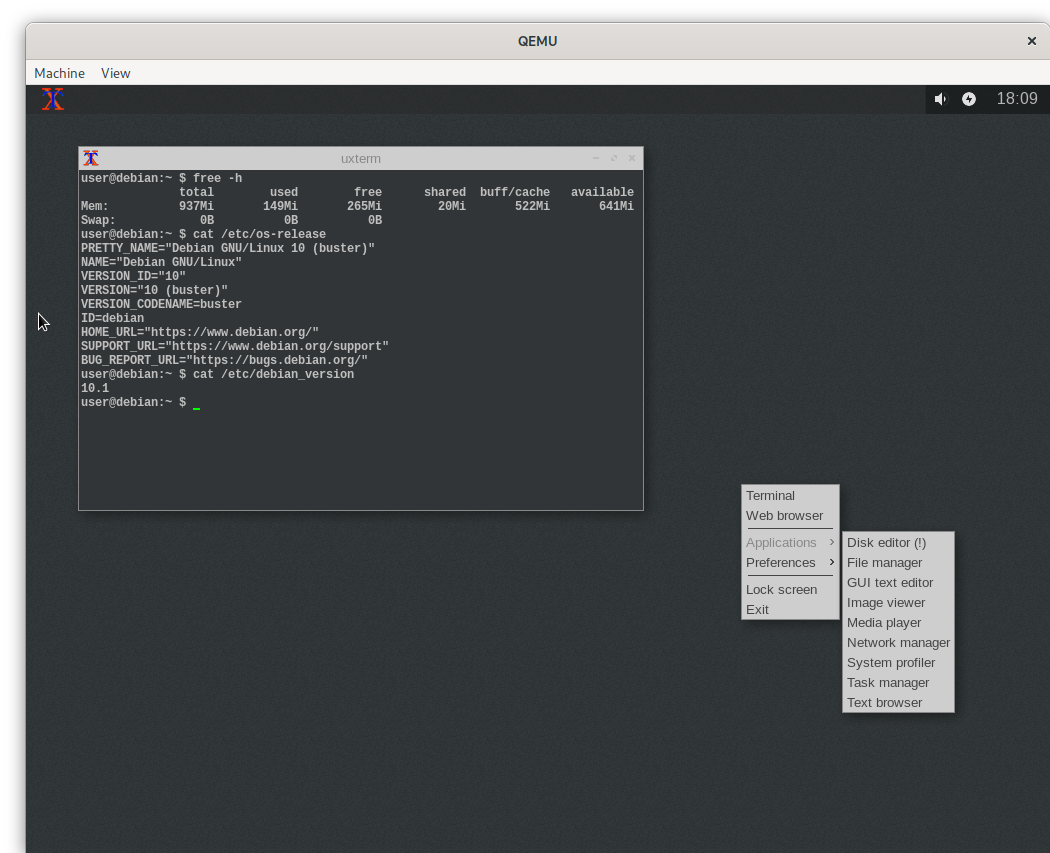 QEMU
Machine View
18:09
uxterm
user@debian:~ $ free -h
total used free shared buff/cache available
Mem: 937Mi 149Mi 265Mi 20Mi 522Mi 641Mi
Swap: 0B 0B 0B
user@debian:~ $ cat /etc/os-release
PRETTY_NAME="Debian GNU/Linux 10 (buster)"
NAME="Debian GNU/Linux"
VERSION_ID="10"
VERSION="10 (buster)"
VERSION_CODENAME=buster
ID=debian
HOME_URL="https://www.debian.org/"
SUPPORT_URL="https://www.debian.org/support"
BUG_REPORT_URL="https://bugs.debian.org/"
user@debian:~ $ cat /etc/debian_version
10.1
user@debian:~ $
Terminal
Web browser
Applications
Preferences
Lock screen
Exit
Disk editor (!)
File manager
GUI text editor
Image viewer
Media player
Network manager
System profiler
Task manager
Text browser